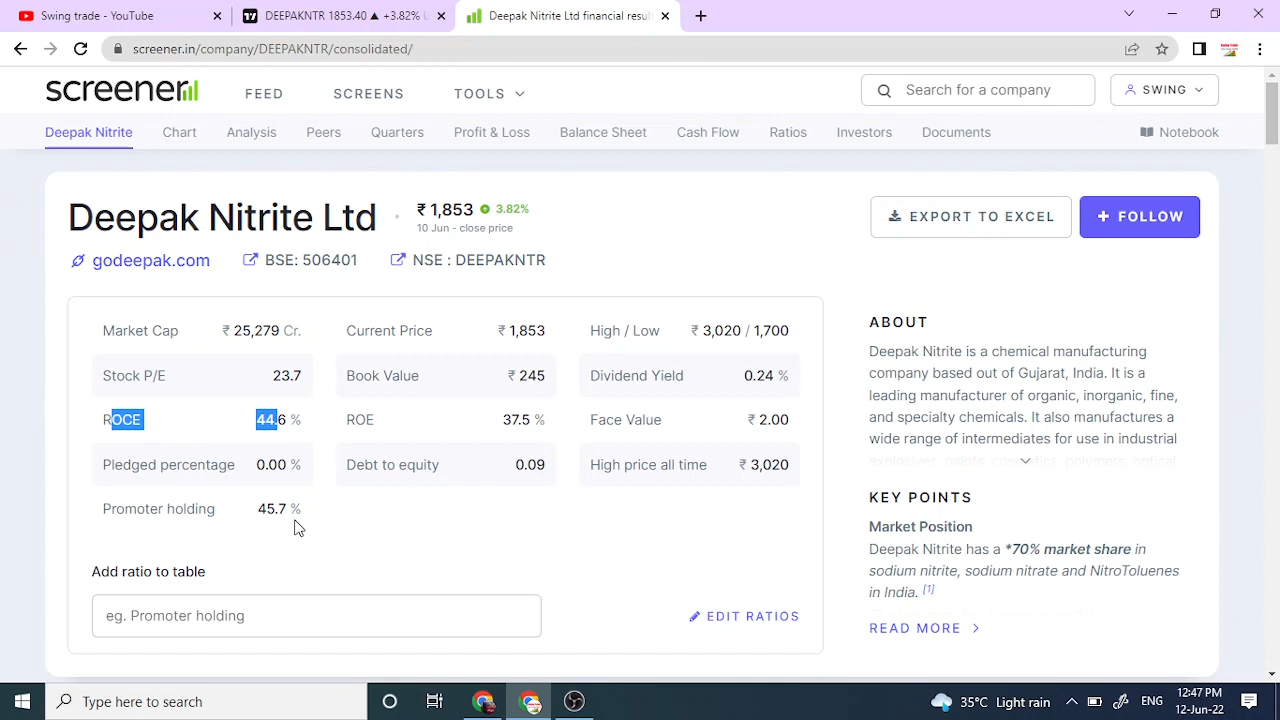 Swing trade - YouTube
DEEPAKNTR 1853.40 ▲ +3.82% U
Deepak Nitrite Ltd financial resul
screener.in/company/DEEPAKNTR/consolidated/
screener
FEED
SCREENS
TOOLS
Search for a company
SWING
Deepak Nitrite
Chart
Analysis
Peers
Quarters
Profit & Loss
Balance Sheet
Cash Flow
Ratios
Investors
Documents
Notebook
Deepak Nitrite Ltd
₹ 1,853 3.82%
10 Jun - close price
EXPORT TO EXCEL
+ FOLLOW
godeepak.com
BSE: 506401
NSE : DEEPAKNTR
Market Cap ₹ 25,279 Cr.
Current Price ₹ 1,853
High / Low ₹ 3,020 / 1,700
Stock P/E 23.7
Book Value ₹ 245
Dividend Yield 0.24 %
ROCE 44.6 %
ROE 37.5 %
Face Value ₹ 2.00
Pledged percentage 0.00 %
Debt to equity 0.09
High price all time ₹ 3,020
Promoter holding 45.7 %
Add ratio to table
eg. Promoter holding
EDIT RATIOS
ABOUT
Deepak Nitrite is a chemical manufacturing
company based out of Gujarat, India. It is a
leading manufacturer of organic, inorganic, fine,
and specialty chemicals. It also manufactures a
wide range of intermediates for use in industrial
explosives, paints, cosmetics, polymers, optical
KEY POINTS
Market Position
Deepak Nitrite has a *70% market share in
sodium nitrite, sodium nitrate and NitroToluenes
in India. [1]
READ MORE
Type here to search
35°C Light rain
ENG
12:47 PM
12-Jun-22